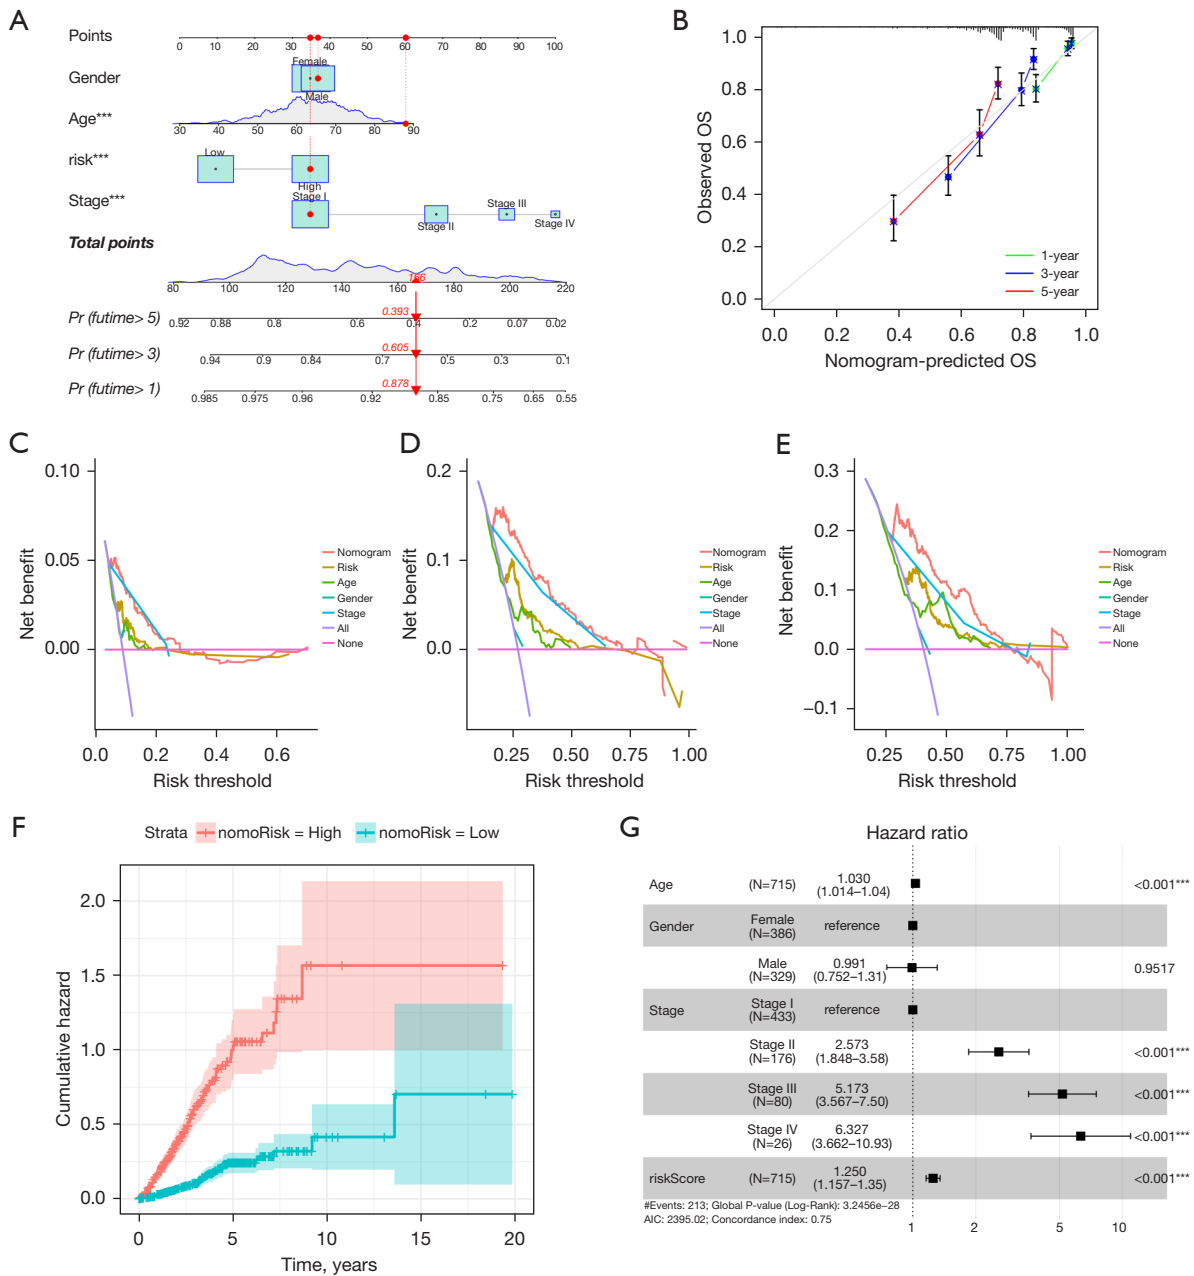 A
Points
0 10 20 30 40 50 60 70 80 90 100
Gender
Female
Male
Age***
30 40 50 60 70 80 90
risk***
Low
High
Stage***
Stage I
Stage II
Stage III
Stage IV
Total points
166
80 100 120 140 160 180 200 220
Pr (futime> 5)
0.393
0.92 0.88 0.8 0.6 0.4 0.2 0.07 0.02
Pr (futime> 3)
0.605
0.94 0.9 0.84 0.7 0.5 0.3 0.1
Pr (futime> 1)
0.878
0.985 0.975 0.96 0.92 0.85 0.75 0.65 0.55
B
Observed OS
1.0
0.8
0.6
0.4
0.2
0.0
1-year
3-year
5-year
0.0 0.2 0.4 0.6 0.8 1.0
Nomogram-predicted OS
C
Net benefit
0.10
0.05
0.00
Nomogram
Risk
Age
Gender
Stage
All
None
0.0 0.2 0.4 0.6
Risk threshold
D
Net benefit
0.2
0.1
0.0
Nomogram
Risk
Age
Gender
Stage
All
None
0.25 0.50 0.75 1.00
Risk threshold
E
Net benefit
0.3
0.2
0.1
0.0
−0.1
Nomogram
Risk
Age
Gender
Stage
All
None
0.25 0.50 0.75 1.00
Risk threshold
F
Strata nomoRisk = High nomoRisk = Low
Cumulative hazard
2.0
1.5
1.0
0.5
0.0
0 5 10 15 20
Time, years
G
Hazard ratio
Age (N=715) 1.030 (1.014–1.04) <0.001***
Gender Female (N=386) reference
Male (N=329) 0.991 (0.752–1.31) 0.9517
Stage Stage I (N=433) reference
Stage II (N=176) 2.573 (1.848–3.58) <0.001***
Stage III (N=80) 5.173 (3.567–7.50) <0.001***
Stage IV (N=26) 6.327 (3.662–10.93) <0.001***
riskScore (N=715) 1.250 (1.157–1.35) <0.001***
#Events: 213; Global P-value (Log-Rank): 3.2456e−28
AIC: 2395.02; Concordance index: 0.75
1 2 5 10